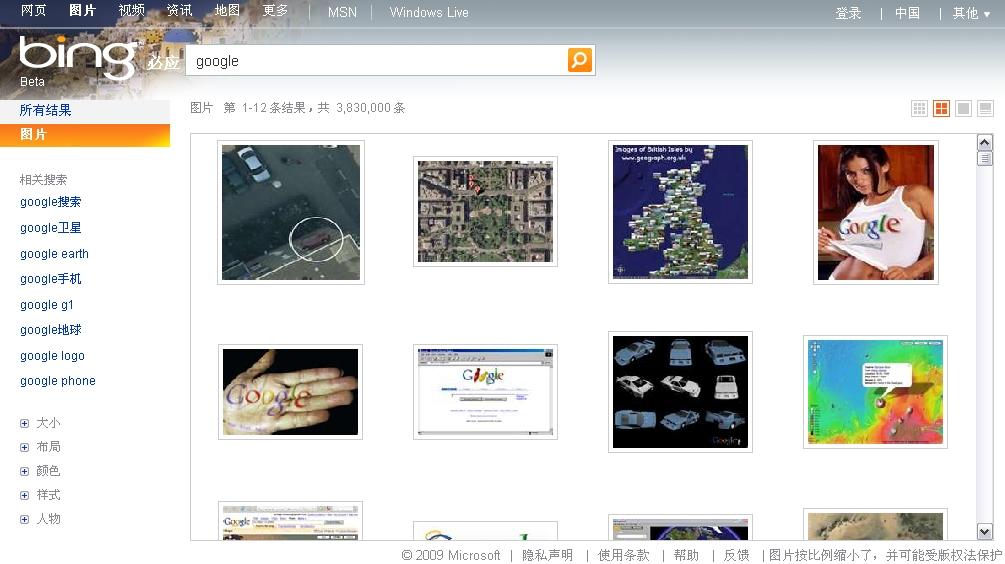 网页 图片 视频 资讯 地图 更多 | MSN | Windows Live
登录 | 中国 | 其他
bing 必应
Beta
google
所有结果
图片
图片 第 1-12 条结果，共 3,830,000 条
相关搜索
google搜索
google卫星
google earth
google手机
google g1
google地球
google logo
google phone
大小
布局
颜色
样式
人物
Images of British Isles by
www.geograph.org.uk
Google
Google
Google
Google
Google
© 2009 Microsoft | 隐私声明 | 使用条款 | 帮助 | 反馈 | 图片按比例缩小了，并可能受版权法保护